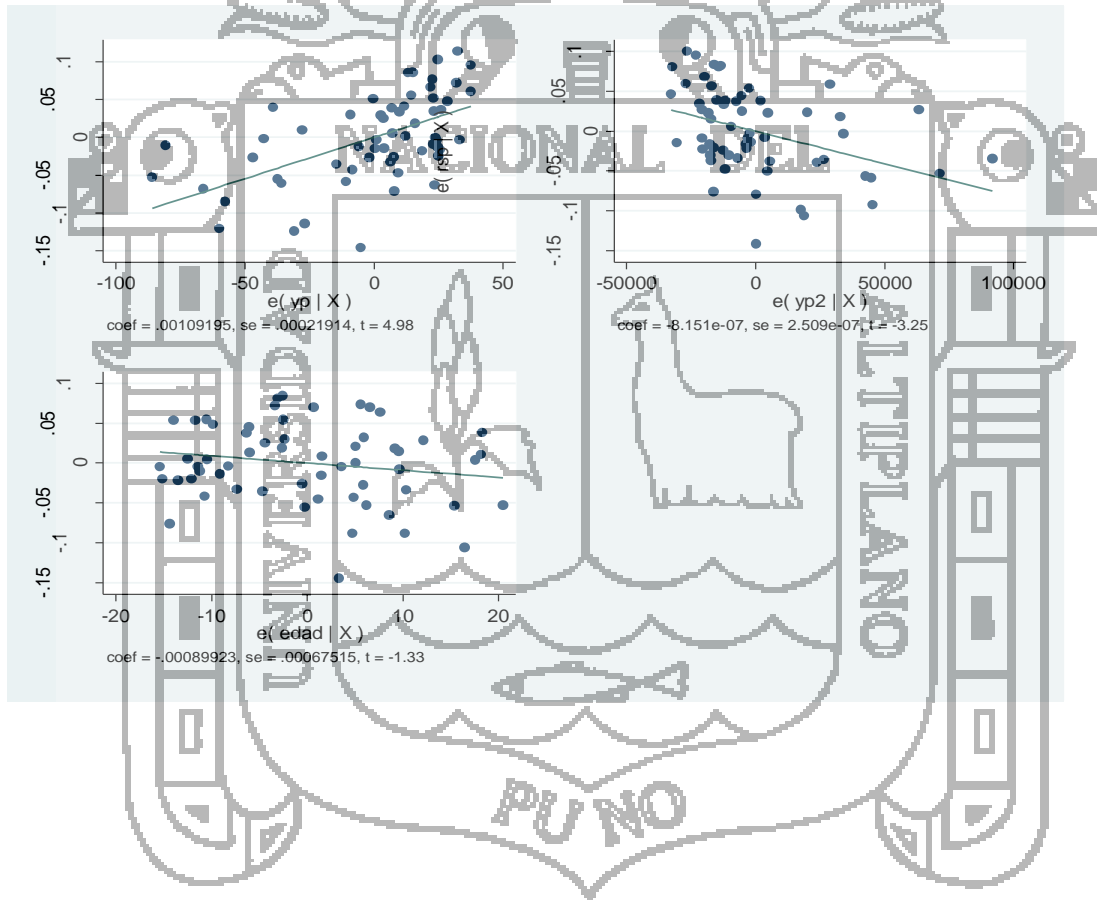 .1
.05
0
-.05
-.1
-.15
-100
-50
0
50
e( yp | X )
coef = .00109195, se = .00021914, t = 4.98
e( rsp | X
.1
.05
0
-.05
-.1
-.15
-50000
0
50000
100000
e( yp2 | X )
coef = -8.151e-07, se = 2.509e-07, t = -3.25
.1
.05
0
-.05
-.1
-.15
-20
-10
0
10
20
e( edad | X )
coef = -.00089923, se = .00067515, t = -1.33
UNIVERSIDAD
NACIONAL DEL
ALTIPLANO
PUNO